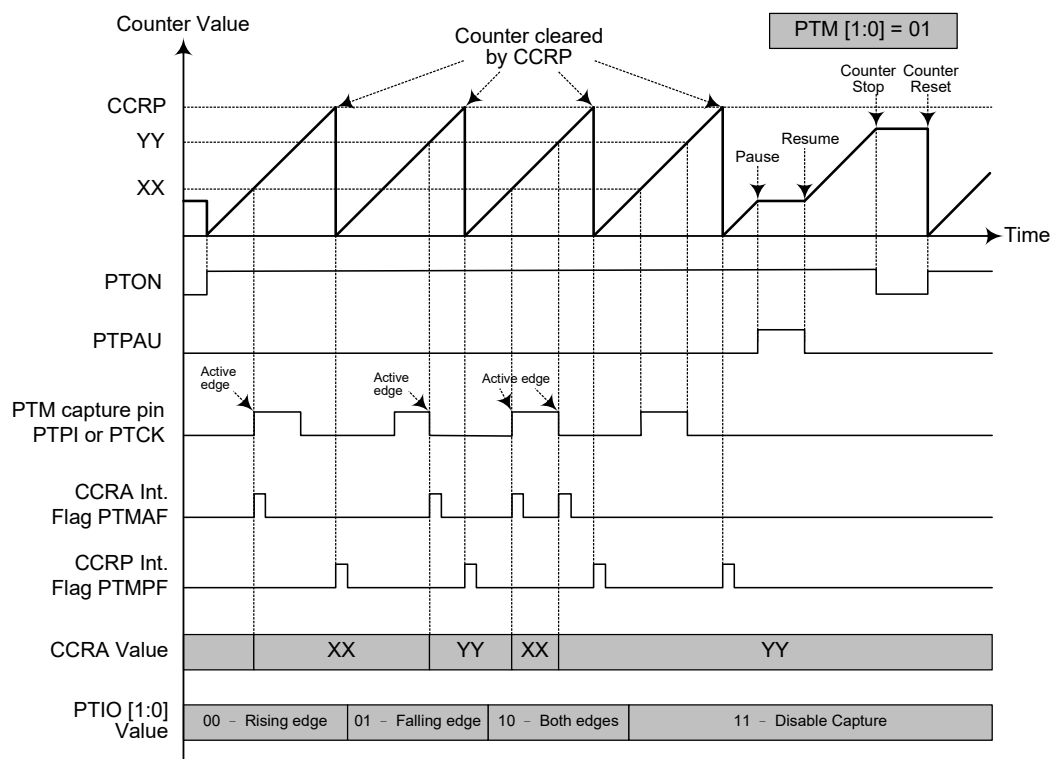 Counter Value
PTM [1:0] = 01
Counter cleared
by CCRP
Counter
Stop
Counter
Reset
CCRP
YY
Pause
Resume
XX
Time
PTON
PTPAU
Active
edge
Active
edge
Active edge
PTM capture pin
PTPI or PTCK
CCRA Int.
Flag PTMAF
CCRP Int.
Flag PTMPF
CCRA Value
XX
YY
XX
YY
PTIO [1:0]
Value
00 – Rising edge
01 – Falling edge
10 – Both edges
11 – Disable Capture